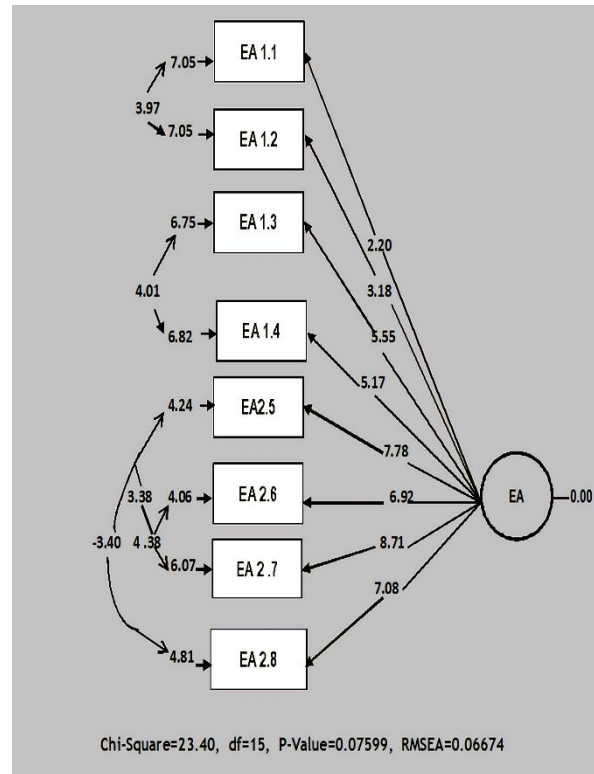 EA 1.1
7.05
3.97
7.05
EA 1.2
6.75
EA 1.3
2.20
3.18
4.01
5.55
6.82
EA 1.4
5.17
4.24
EA2.5
7.78
3.38
4.06
EA 2.6
6.92
EA
0.00
-3.40
4.38
6.07
EA 2.7
8.71
7.08
4.81
EA 2.8
Chi-Square=23.40, df=15, P-Value=0.07599, RMSEA=0.06674